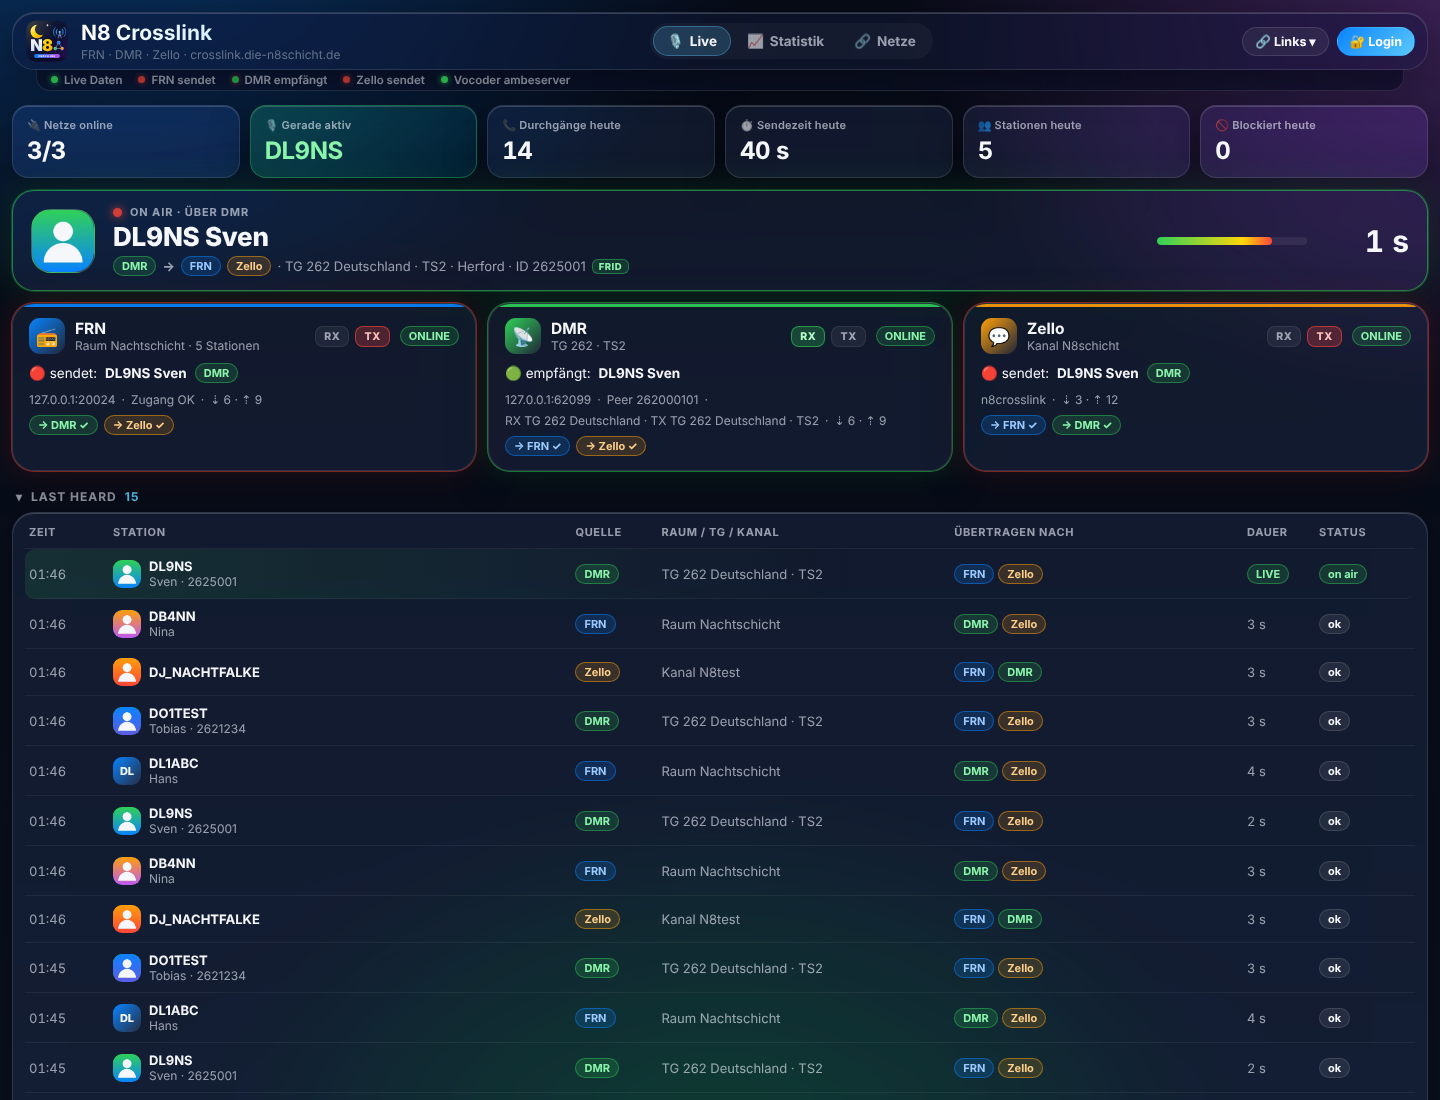 N8 Crosslink
FRN · DMR · Zello · crosslink.die-n8schicht.de
Live
Statistik
Netze
Links ▾
Login
Live Daten FRN sendet DMR empfängt Zello sendet Vocoder ambeserver
Netze online
3/3
Gerade aktiv
DL9NS
Durchgänge heute
14
Sendezeit heute
40 s
Stationen heute
5
Blockiert heute
0
ON AIR · ÜBER DMR
DL9NS Sven
DMR → FRN Zello · TG 262 Deutschland · TS2 · Herford · ID 2625001 FRID
1 s
FRN
Raum Nachtschicht · 5 Stationen
RX TX ONLINE
sendet: DL9NS Sven DMR
127.0.0.1:20024 · Zugang OK · ↓ 6 · ↑ 9
→ DMR ✓ → Zello ✓
DMR
TG 262 · TS2
RX TX ONLINE
empfängt: DL9NS Sven
127.0.0.1:62099 · Peer 262000101 ·
RX TG 262 Deutschland · TX TG 262 Deutschland · TS2 · ↓ 6 · ↑ 9
→ FRN ✓ → Zello ✓
Zello
Kanal N8schicht
RX TX ONLINE
sendet: DL9NS Sven DMR
n8crosslink · ↓ 3 · ↑ 12
→ FRN ✓ → DMR ✓
▾ LAST HEARD 15
ZEIT STATION QUELLE RAUM / TG / KANAL ÜBERTRAGEN NACH DAUER STATUS
01:46 DL9NS DMR TG 262 Deutschland · TS2 FRN Zello LIVE on air
Sven · 2625001
01:46 DB4NN FRN Raum Nachtschicht DMR Zello 3 s ok
Nina
01:46 DJ_NACHTFALKE Zello Kanal N8test FRN DMR 3 s ok
01:46 DO1TEST DMR TG 262 Deutschland · TS2 FRN Zello 3 s ok
Tobias · 2621234
01:46 DL DL1ABC FRN Raum Nachtschicht DMR Zello 4 s ok
Hans
01:46 DL9NS DMR TG 262 Deutschland · TS2 FRN Zello 2 s ok
Sven · 2625001
01:46 DB4NN FRN Raum Nachtschicht DMR Zello 3 s ok
Nina
01:46 DJ_NACHTFALKE Zello Kanal N8test FRN DMR 3 s ok
01:45 DO1TEST DMR TG 262 Deutschland · TS2 FRN Zello 3 s ok
Tobias · 2621234
01:45 DL DL1ABC FRN Raum Nachtschicht DMR Zello 4 s ok
Hans
01:45 DL9NS DMR TG 262 Deutschland · TS2 FRN Zello 2 s ok
Sven · 2625001